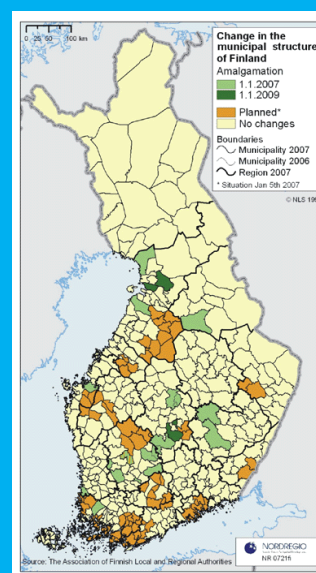 0 25 50 100 km
Change in the
municipal structure
of Finland
Amalgamation
1.1.2007
1.1.2009
Planned*
No changes
Boundaries
Municipality 2007
Municipality 2006
Region 2007
* Situation Jan 5th 2007
© NLS
NORDREGIO
NR 07216
Source: The Association of Finnish Local and Regional Authorities